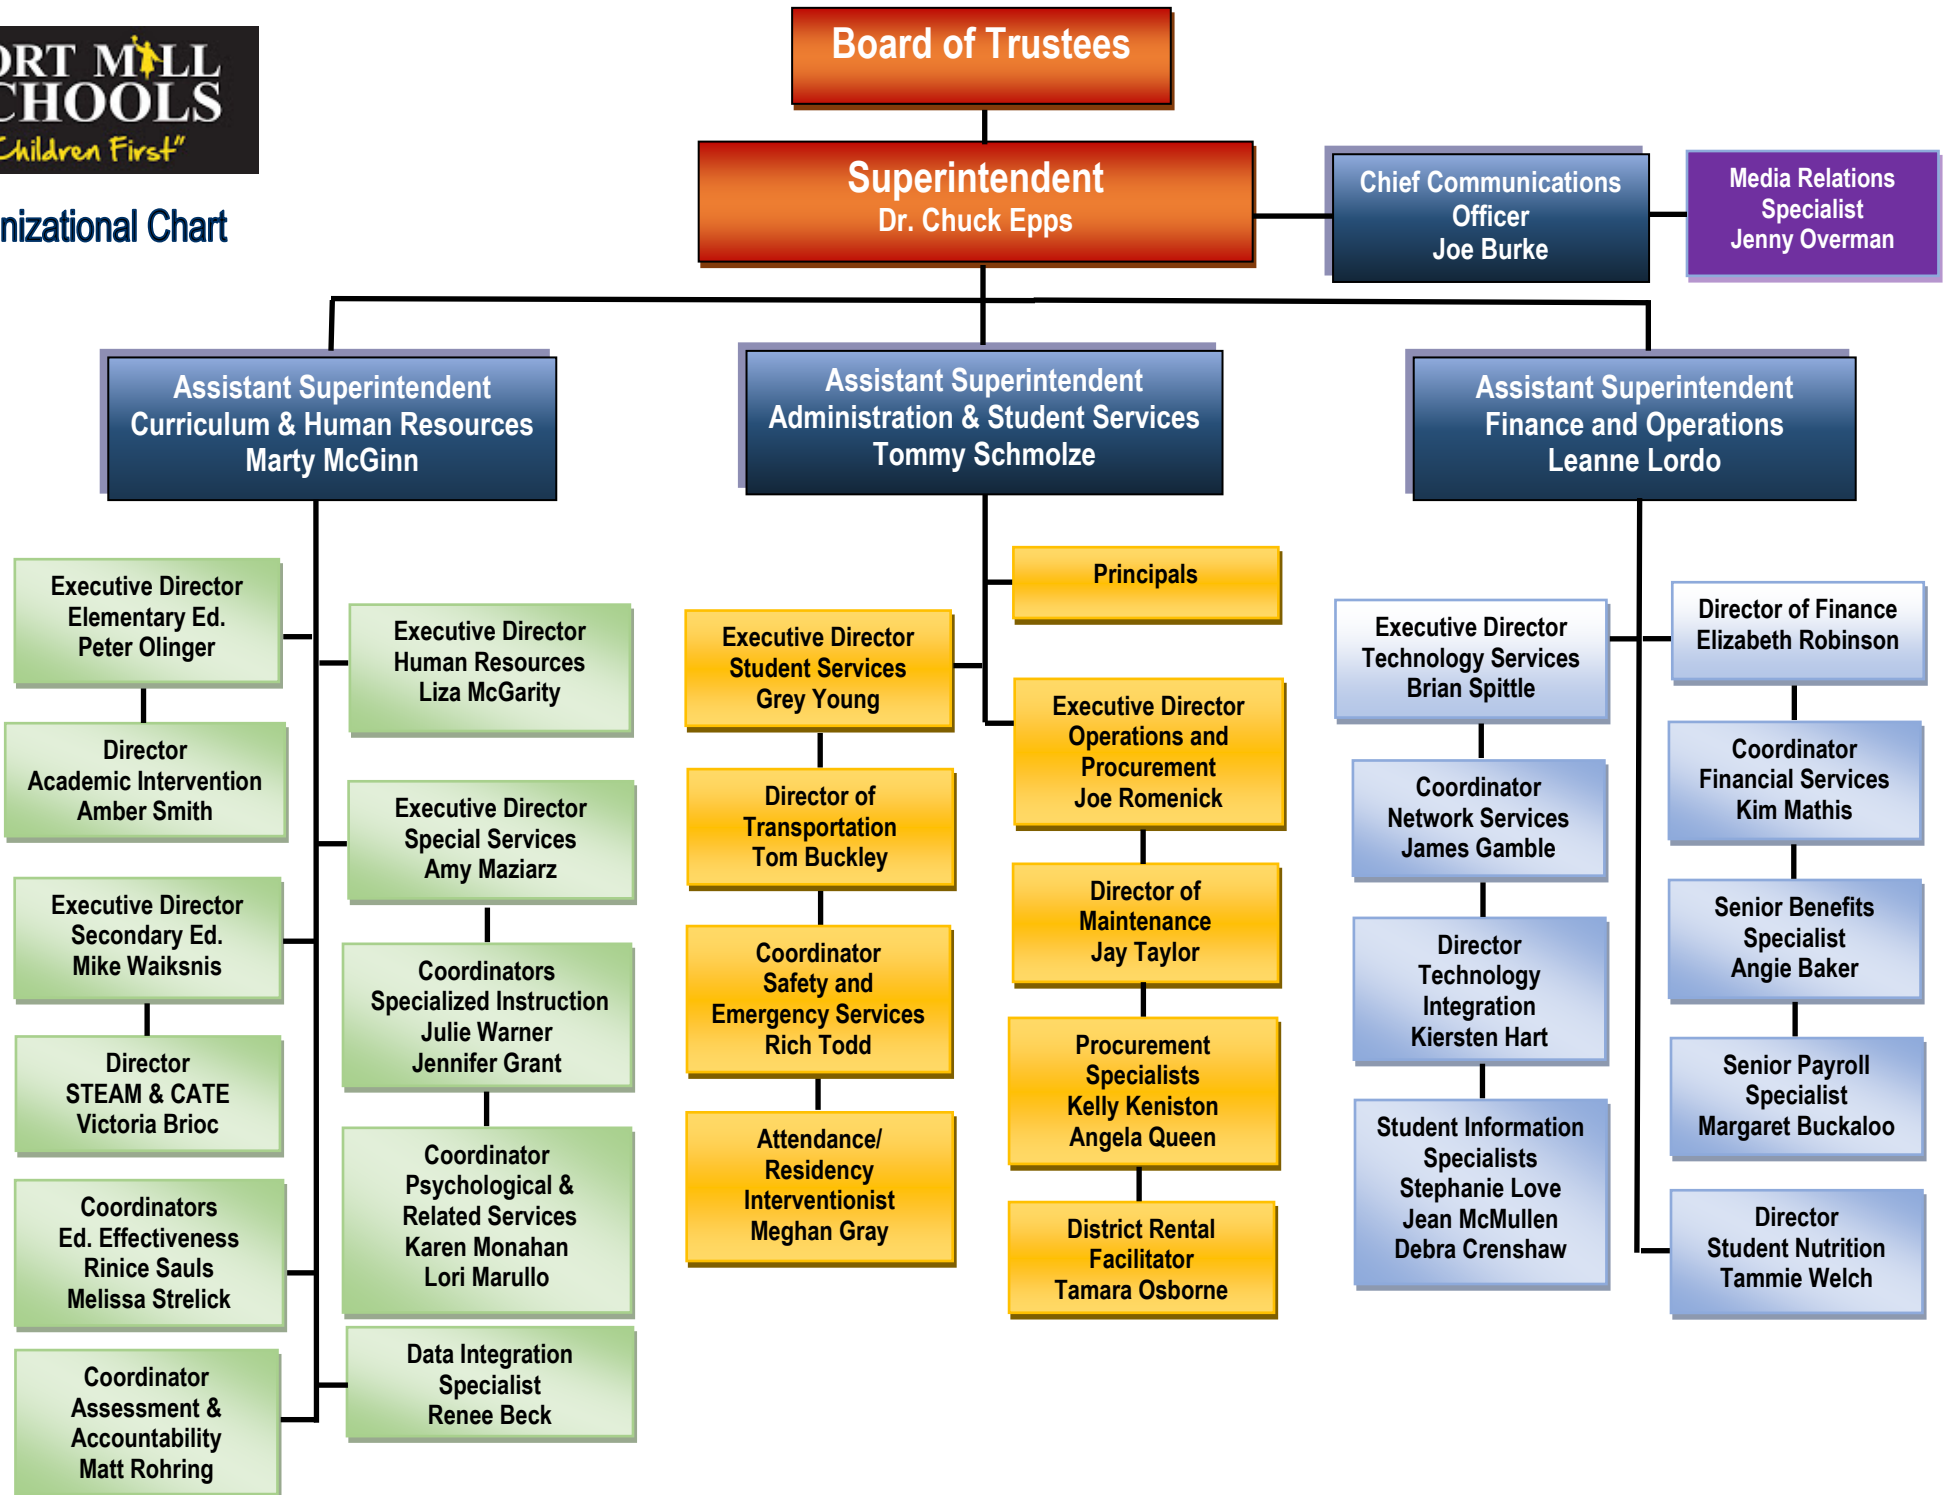 ORT MILL
CHOOLS
Children First"
nizational Chart
Board of Trustees
Superintendent
Dr. Chuck Epps
Chief Communications
Officer
Joe Burke
Media Relations
Specialist
Jenny Overman
Assistant Superintendent
Curriculum & Human Resources
Marty McGinn
Assistant Superintendent
Administration & Student Services
Tommy Schmolze
Assistant Superintendent
Finance and Operations
Leanne Lordo
Executive Director
Elementary Ed.
Peter Olinger
Director
Academic Intervention
Amber Smith
Executive Director
Secondary Ed.
Mike Waiksnis
Director
STEAM & CATE
Victoria Brioc
Coordinators
Ed. Effectiveness
Rinice Sauls
Melissa Strelick
Coordinator
Assessment &
Accountability
Matt Rohring
Executive Director
Human Resources
Liza McGarity
Executive Director
Special Services
Amy Maziarz
Coordinators
Specialized Instruction
Julie Warner
Jennifer Grant
Coordinator
Psychological &
Related Services
Karen Monahan
Lori Marullo
Data Integration
Specialist
Renee Beck
Executive Director
Student Services
Grey Young
Director of
Transportation
Tom Buckley
Coordinator
Safety and
Emergency Services
Rich Todd
Attendance/
Residency
Interventionist
Meghan Gray
Principals
Executive Director
Operations and
Procurement
Joe Romenick
Director of
Maintenance
Jay Taylor
Procurement
Specialists
Kelly Keniston
Angela Queen
District Rental
Facilitator
Tamara Osborne
Executive Director
Technology Services
Brian Spittle
Coordinator
Network Services
James Gamble
Director
Technology
Integration
Kiersten Hart
Student Information
Specialists
Stephanie Love
Jean McMullen
Debra Crenshaw
Director of Finance
Elizabeth Robinson
Coordinator
Financial Services
Kim Mathis
Senior Benefits
Specialist
Angie Baker
Senior Payroll
Specialist
Margaret Buckaloo
Director
Student Nutrition
Tammie Welch